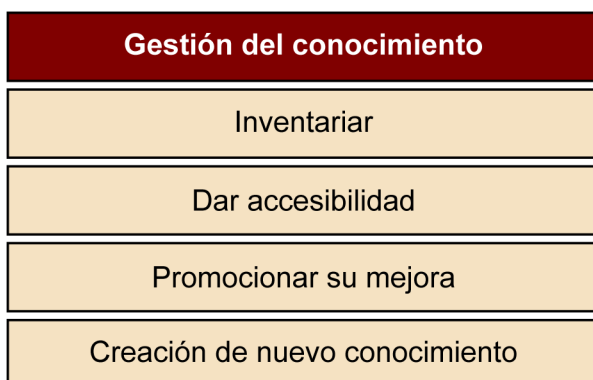 Gestión del conocimiento
Inventariar
Dar accesibilidad
Promocionar su mejora
Creación de nuevo conocimiento